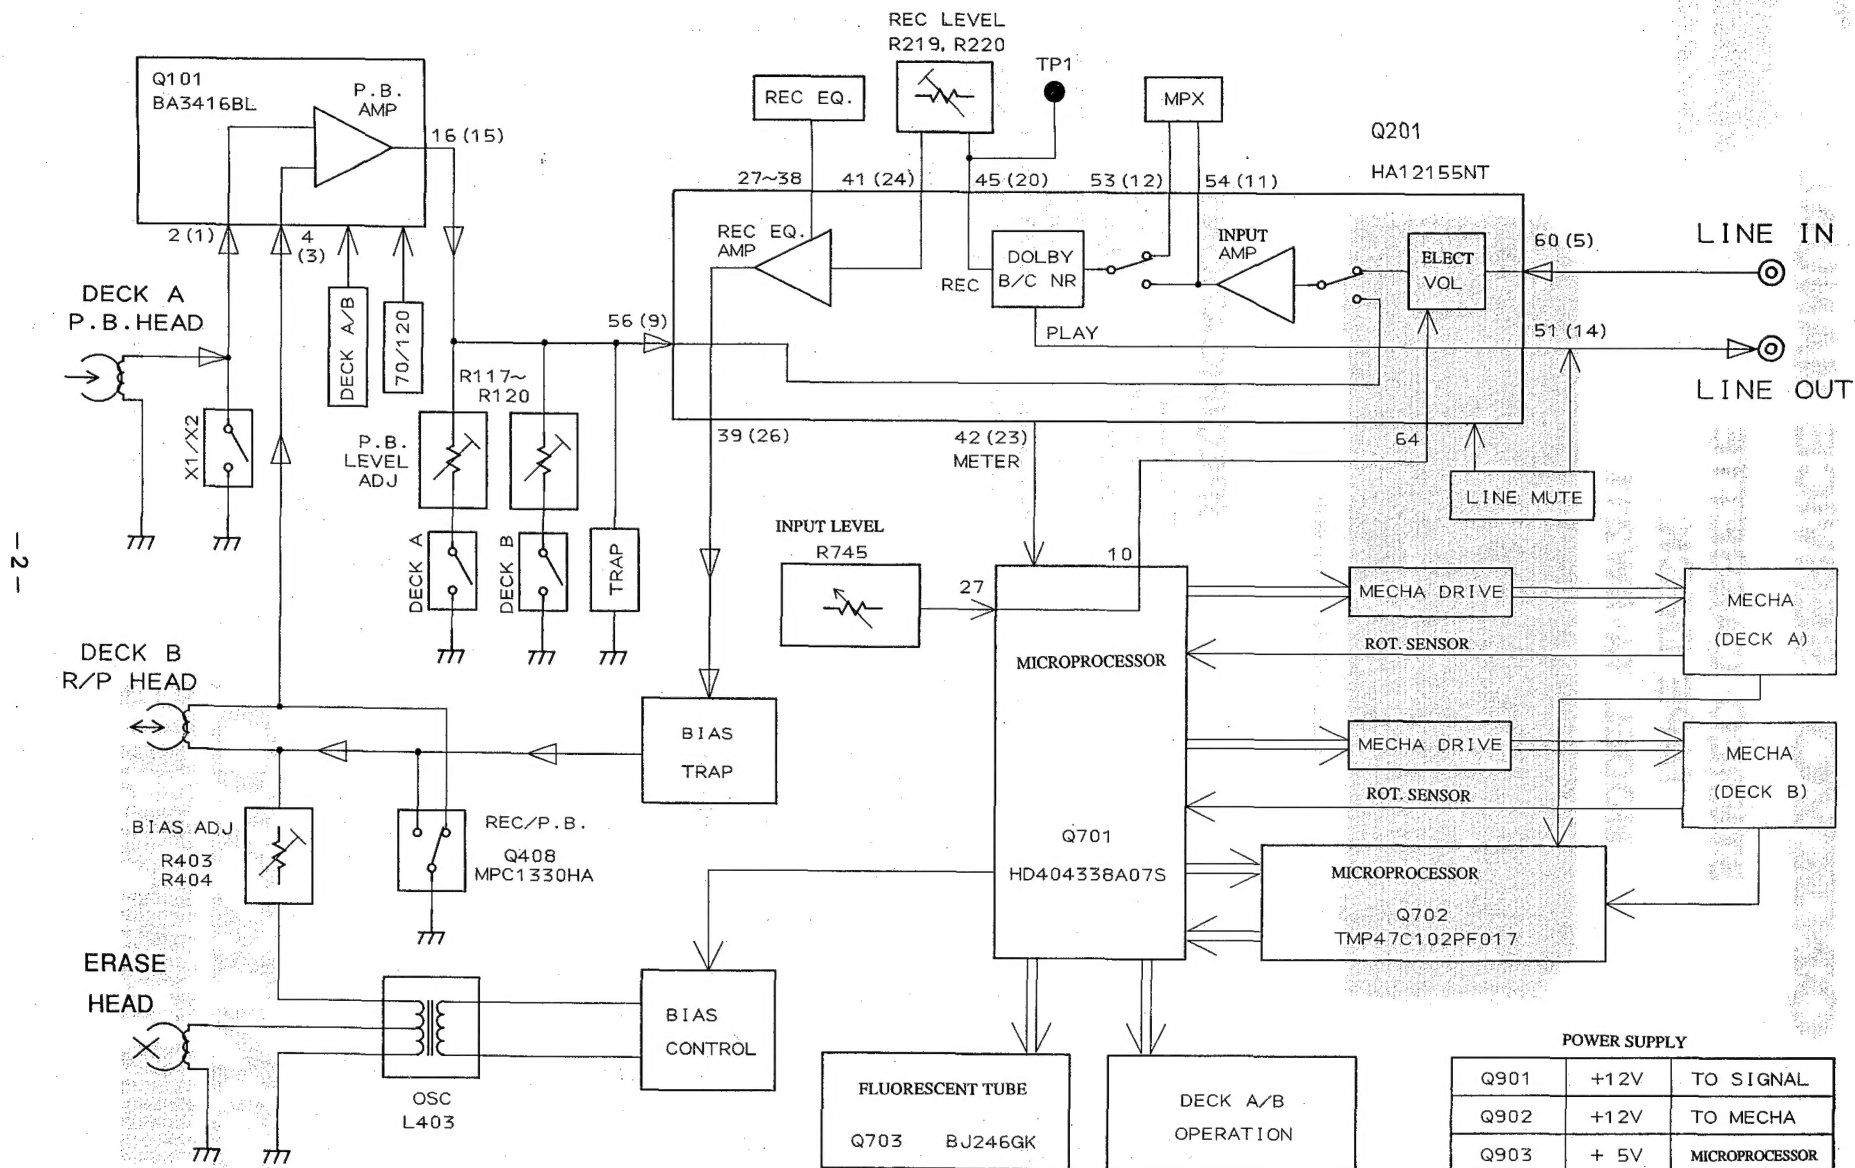 REC LEVEL
R219, R220
TP1
REC EQ.
MPX
Q101
BA3416BL
P.B.
AMP
16 (15)
Q201
HA12155NT
27~38
41 (24)
45 (20)
53 (12)
54 (11)
2 (1)
4
(3)
REC EQ.
AMP
DOLBY
B/C NR
REC
PLAY
INPUT
AMP
ELECT
VOL
60 (5)
LINE IN
51 (14)
LINE OUT
DECK A
P.B.HEAD
DECK A/B
70/120
56 (9)
X1/X2
R117~
R120
P.B.
LEVEL
ADJ
DECK A
DECK B
TRAP
39 (26)
42 (23)
METER
64
LINE MUTE
-2-
INPUT LEVEL
R745
27
10
MICROPROCESSOR
Q701
HD404338A07S
MECHA DRIVE
ROT. SENSOR
MECHA
(DECK A)
MECHA DRIVE
ROT. SENSOR
MECHA
(DECK B)
MICROPROCESSOR
Q702
TMP47C102PF017
DECK B
R/P HEAD
BIAS
TRAP
BIAS ADJ
R403
R404
REC/P.B.
Q408
MPC1330HA
ERASE
HEAD
OSC
L403
BIAS
CONTROL
FLUORESCENT TUBE
Q703 BJ246GK
DECK A/B
OPERATION
POWER SUPPLY
Q901 +12V TO SIGNAL
Q902 +12V TO MECHA
Q903 + 5V MICROPROCESSOR